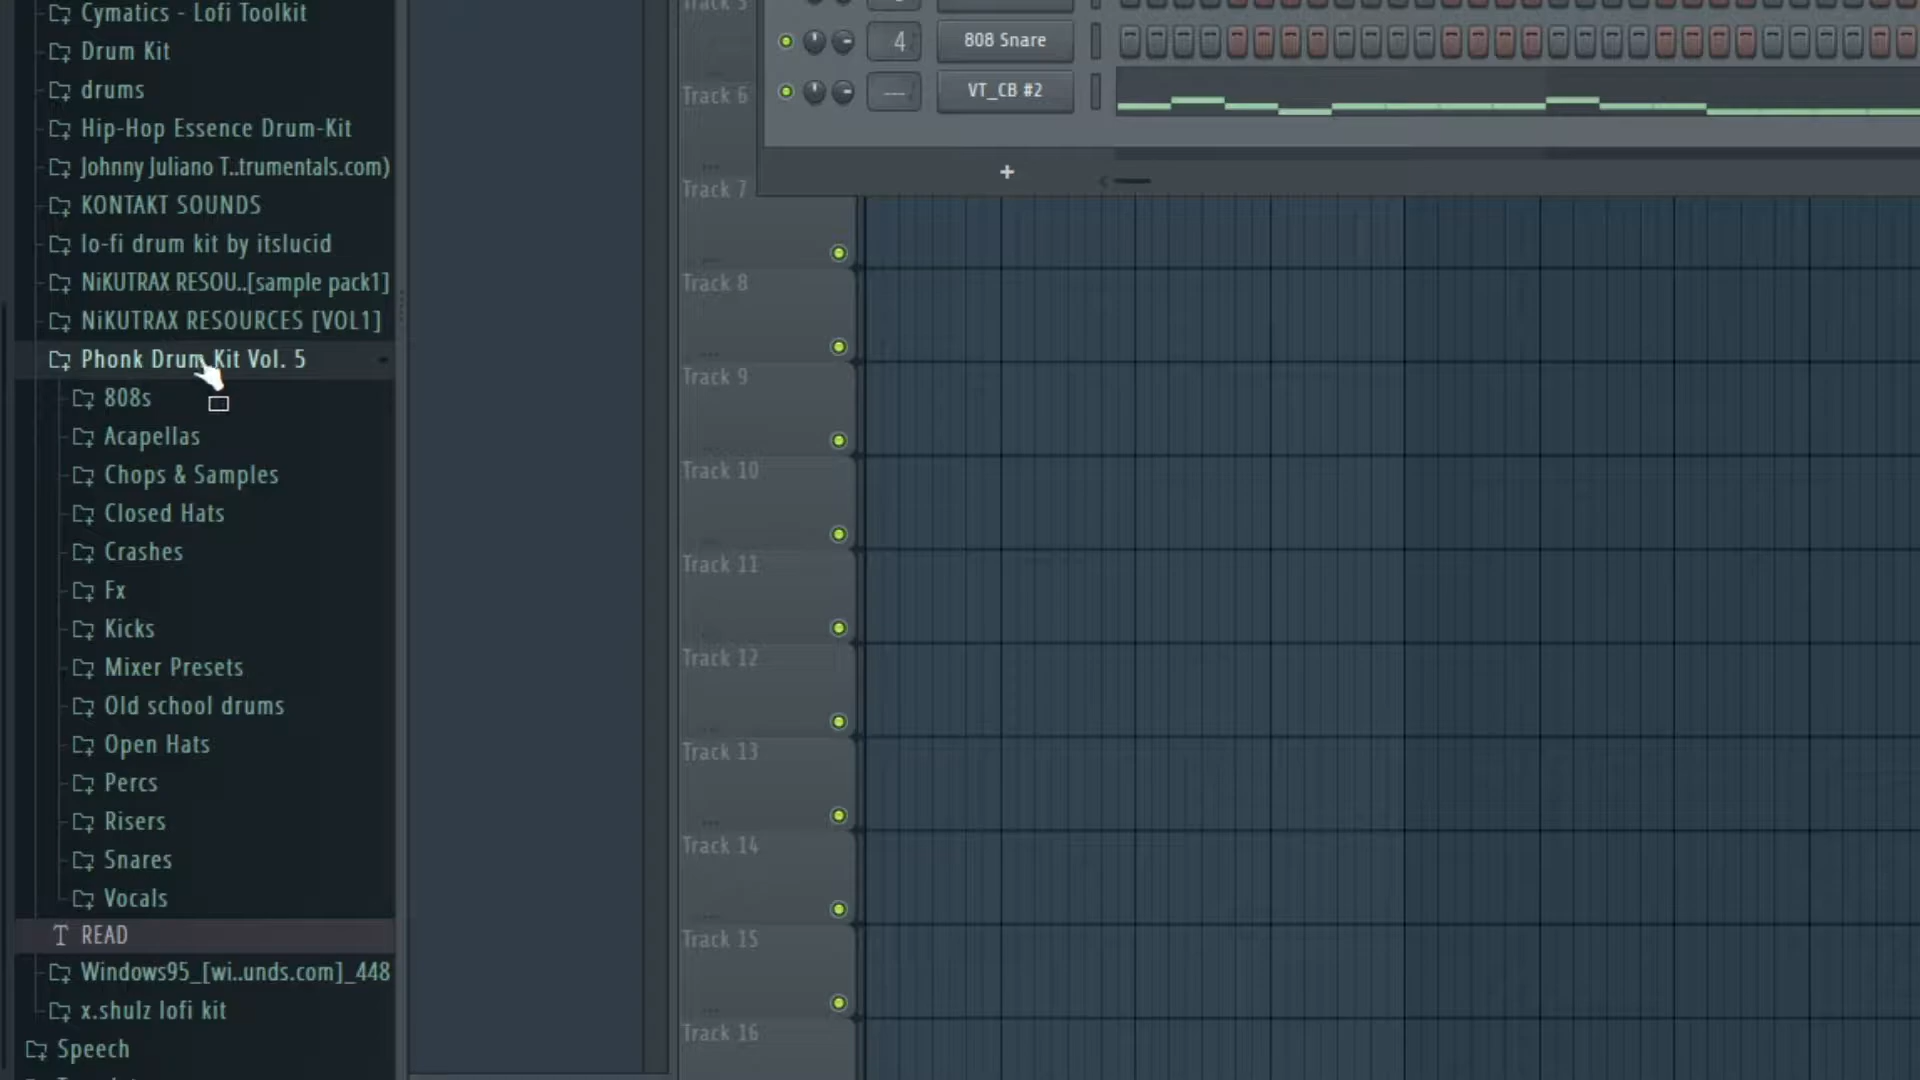 Cymatics - Lofi Toolkit
Drum Kit
drums
Hip-Hop Essence Drum-Kit
Johnny Juliano T..trumentals.com)
KONTAKT SOUNDS
lo-fi drum kit by itslucid
NiKUTRAX RESOU..[sample pack1]
NiKUTRAX RESOURCES [VOL1]
Phonk Drum Kit Vol. 5
808s
Acapellas
Chops & Samples
Closed Hats
Crashes
Fx
Kicks
Mixer Presets
Old school drums
Open Hats
Percs
Risers
Snares
Vocals
READ
Windows95_[wi..unds.com]_448
x.shulz lofi kit
Speech
Track 5
Track 6
Track 7
Track 8
Track 9
Track 10
Track 11
Track 12
Track 13
Track 14
Track 15
Track 16
4 808 Snare
--- VT_CB #2
+